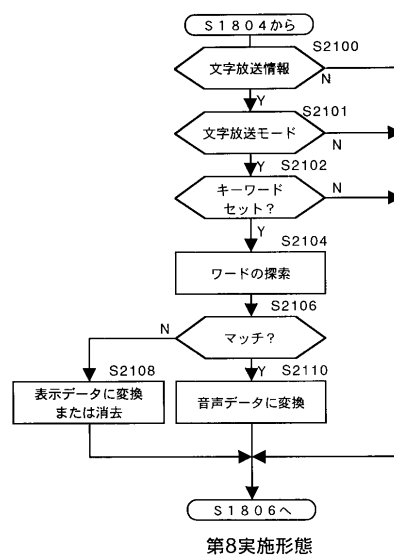 S1804から
S2100
文字放送情報
N
Y
S2101
文字放送モード
N
Y
S2102
キーワード
セット?
N
Y
S2104
ワードの探索
S2106
マッチ?
N
Y
S2108
表示データに変換
または消去
S2110
音声データに変換
S1806へ
第8実施形態